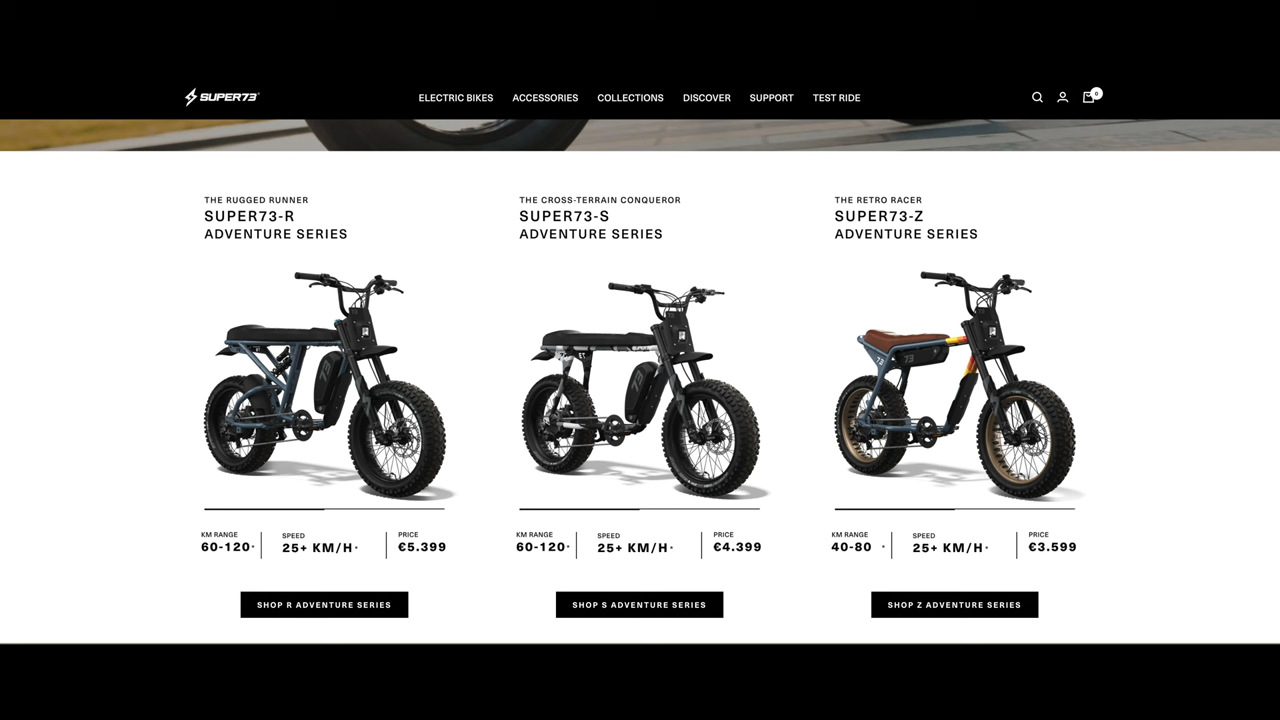 SUPER73
ELECTRIC BIKES
ACCESSORIES
COLLECTIONS
DISCOVER
SUPPORT
TEST RIDE
0
THE RUGGED RUNNER
SUPER73-R
ADVENTURE SERIES
KM RANGE
60-120*
SPEED
25+ KM/H*
PRICE
€5.399
SHOP R ADVENTURE SERIES
THE CROSS-TERRAIN CONQUEROR
SUPER73-S
ADVENTURE SERIES
KM RANGE
60-120*
SPEED
25+ KM/H*
PRICE
€4.399
SHOP S ADVENTURE SERIES
THE RETRO RACER
SUPER73-Z
ADVENTURE SERIES
73
73
KM RANGE
40-80 *
SPEED
25+ KM/H*
PRICE
€3.599
SHOP Z ADVENTURE SERIES